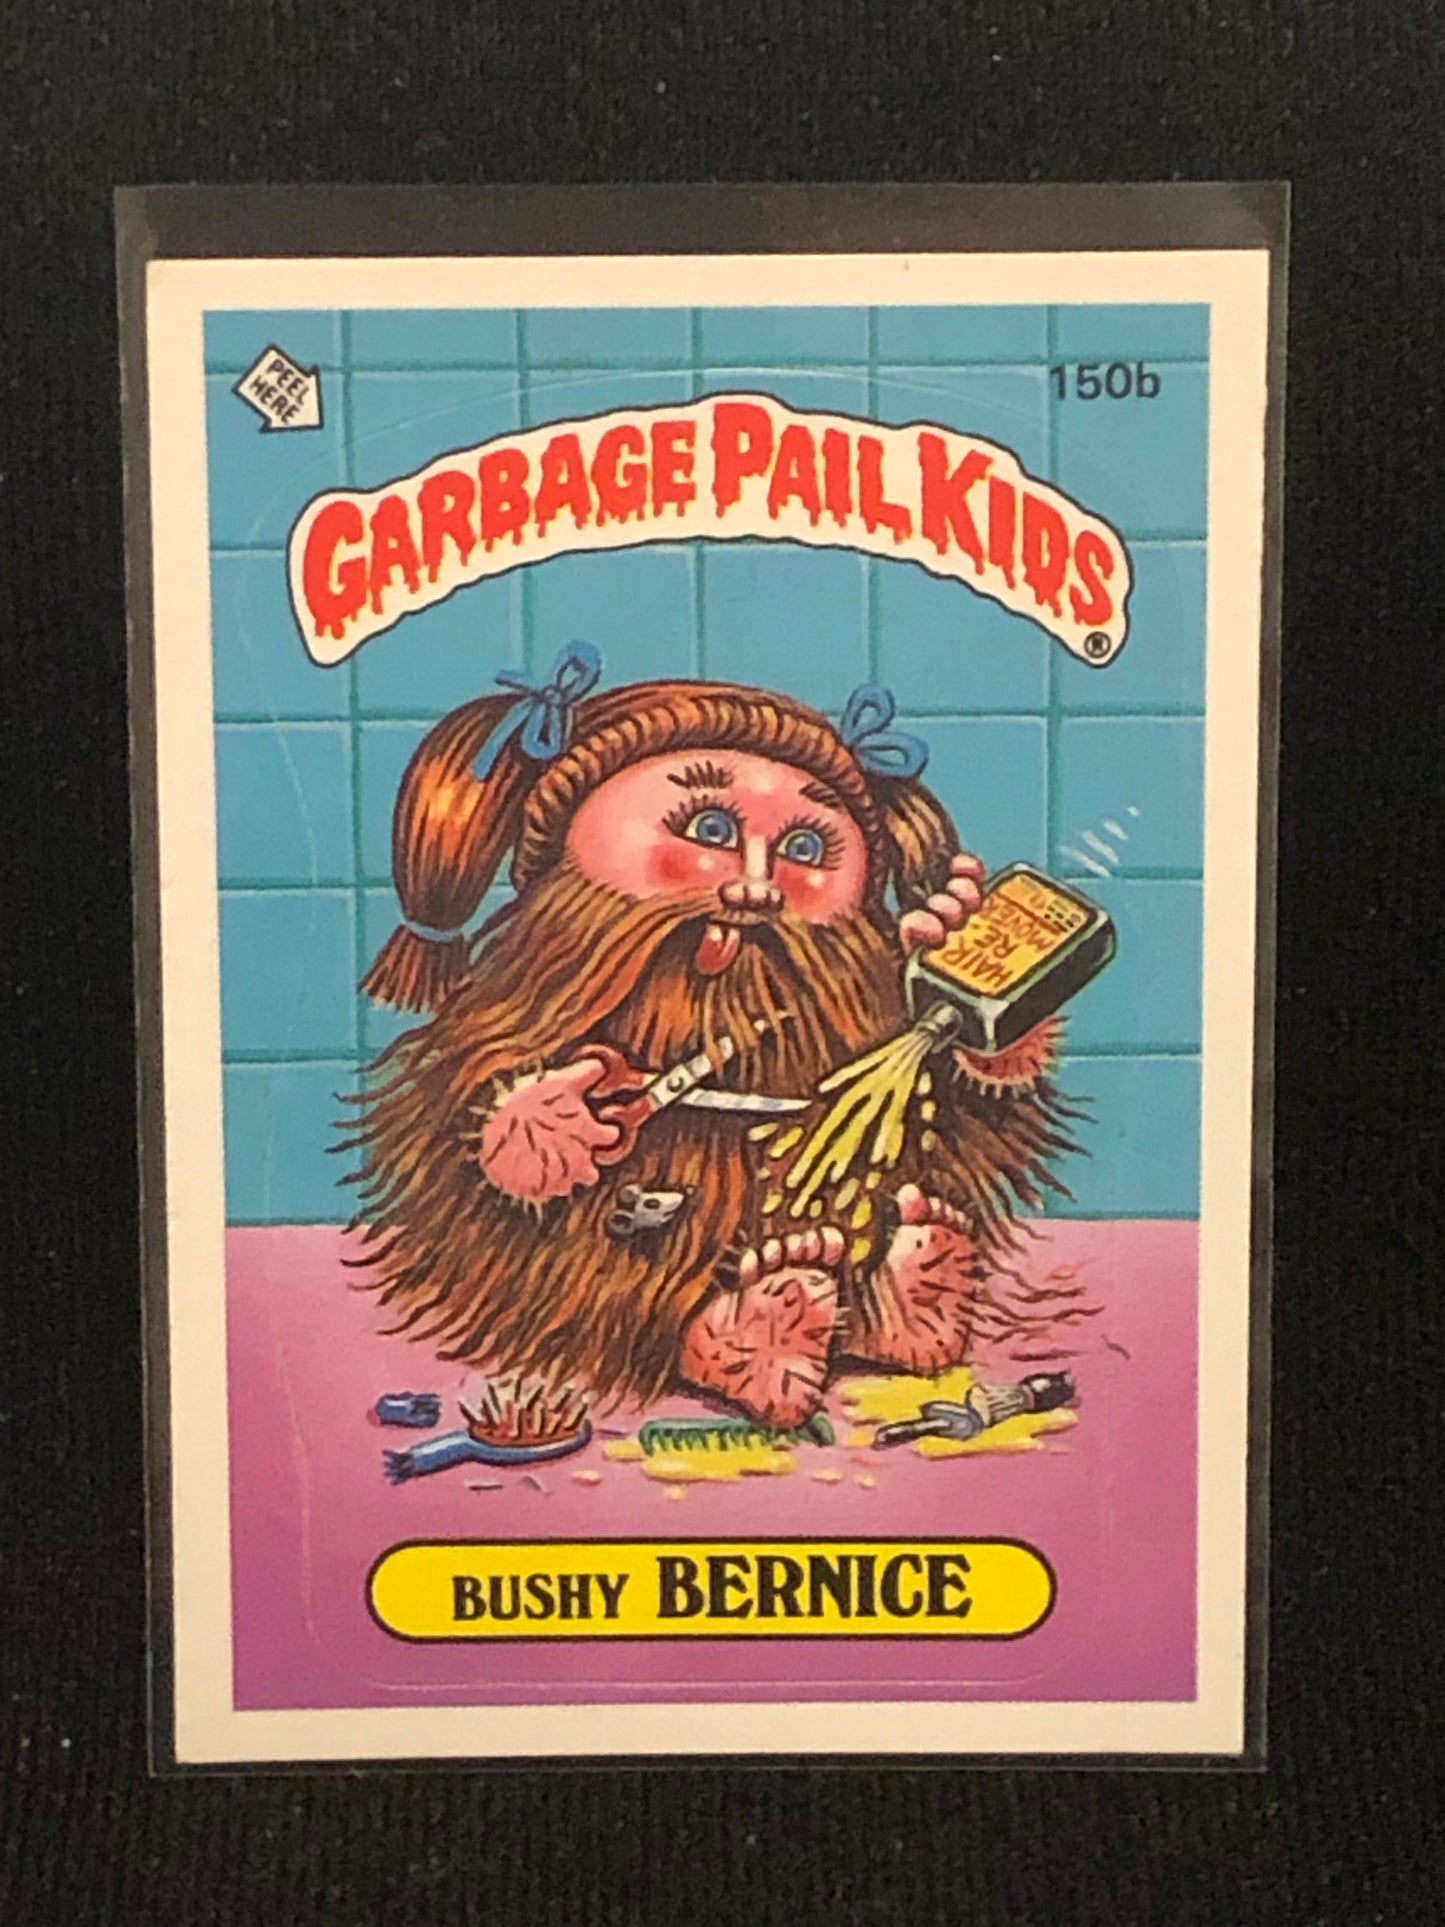 PEEL
HERE
150b
GARBAGE PAIL KIDS
®
HAIR
RE-
MOVER
BUSHY BERNICE